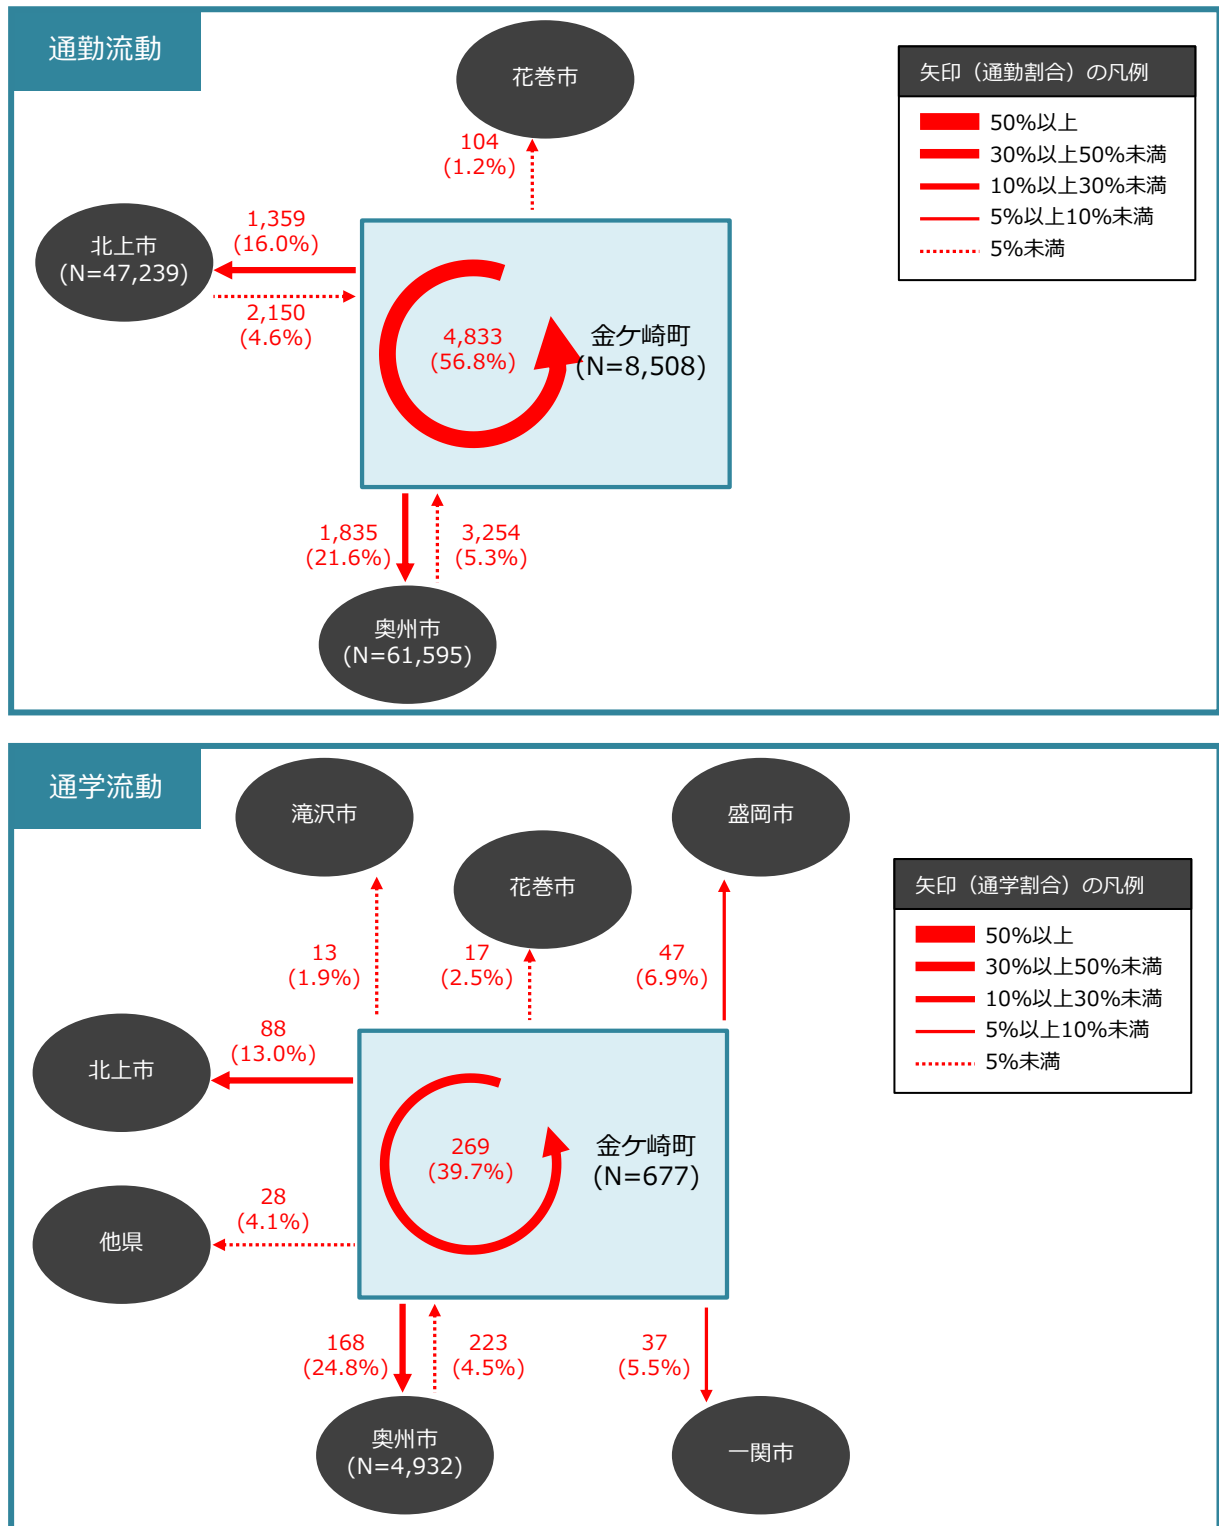 通勤流動
花巻市
矢印（通勤割合）の凡例
50%以上
30%以上50%未満
10%以上30%未満
5%以上10%未満
5%未満
104
(1.2%)
北上市
(N=47,239)
1,359
(16.0%)
2,150
(4.6%)
4,833
(56.8%)
金ケ崎町
(N=8,508)
1,835
(21.6%)
3,254
(5.3%)
奥州市
(N=61,595)
通学流動
滝沢市
盛岡市
花巻市
矢印（通学割合）の凡例
50%以上
30%以上50%未満
10%以上30%未満
5%以上10%未満
5%未満
13
(1.9%)
17
(2.5%)
47
(6.9%)
北上市
88
(13.0%)
269
(39.7%)
金ケ崎町
(N=677)
他県
28
(4.1%)
168
(24.8%)
223
(4.5%)
37
(5.5%)
奥州市
(N=4,932)
一関市